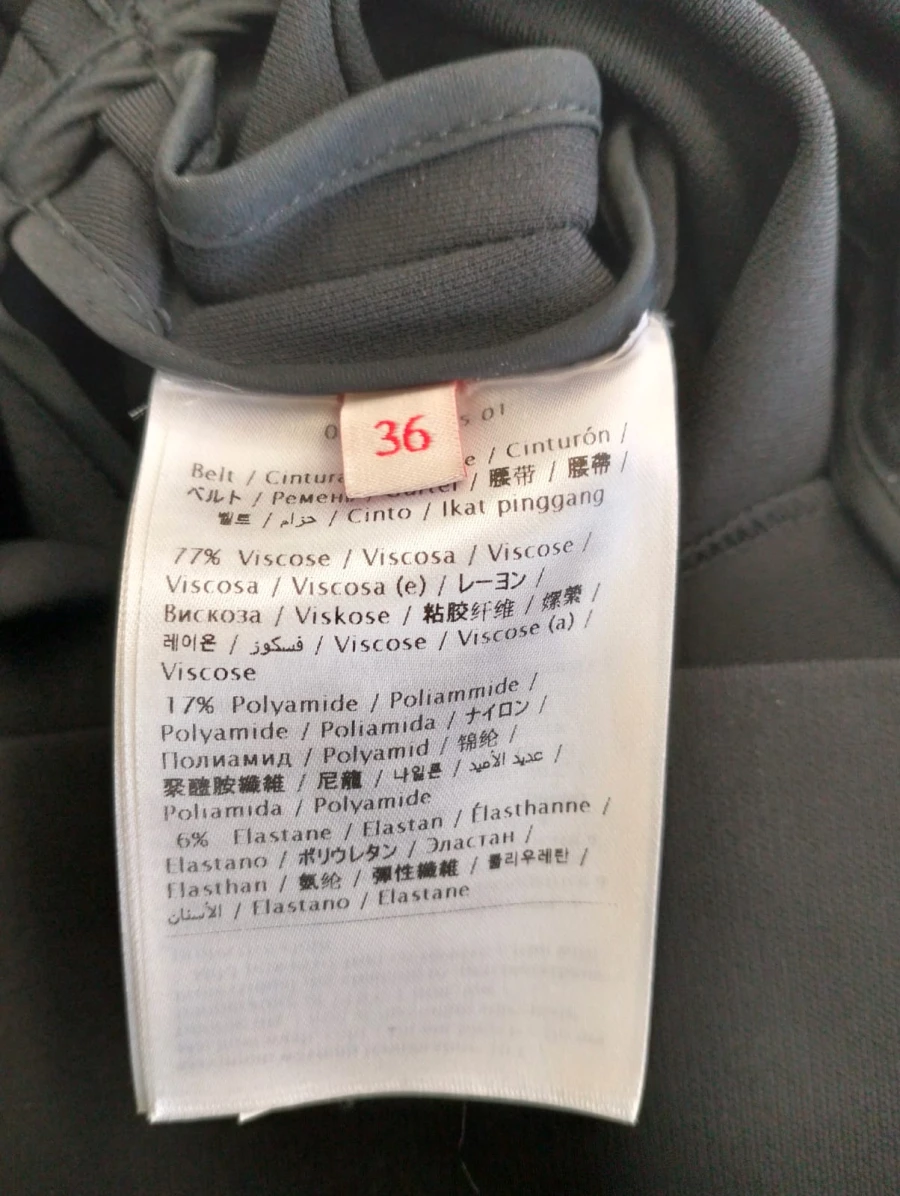 36
Belt / Cinturón /
ベルト / / 腰带 / 腰帶 /
벨트 / حزام / Cinto / Ikat pinggang
77% Viscose / Viscosa / Viscose /
Viscosa / Viscosa (e) / レーヨン /
Вискоза / Viskose / 粘胶纤维 / 嫘縈 /
레이온 / فسكوز / Viscose / Viscose (a) /
Viscose
17% Polyamide / Poliammide /
Polyamide / Poliamida / ナイロン /
Полиамид / Polyamid / 锦纶 /
聚醯胺纖維 / 尼龍 / 나일론 / عديد الأميد /
Poliamida / Polyamide
6% Elastane / Elastan / Élasthanne /
Elastano / ポリウレタン / Эластан /
Elasthan / 氨纶 / 彈性纖維 / 폴리우레탄 /
الأستان / Elastano / Elastane